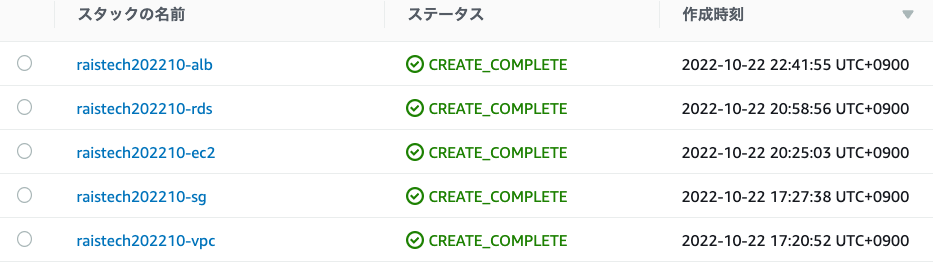 スタックの名前 ステータス 作成時刻
raistech202210-alb CREATE_COMPLETE 2022-10-22 22:41:55 UTC+0900
raistech202210-rds CREATE_COMPLETE 2022-10-22 20:58:56 UTC+0900
raistech202210-ec2 CREATE_COMPLETE 2022-10-22 20:25:03 UTC+0900
raistech202210-sg CREATE_COMPLETE 2022-10-22 17:27:38 UTC+0900
raistech202210-vpc CREATE_COMPLETE 2022-10-22 17:20:52 UTC+0900